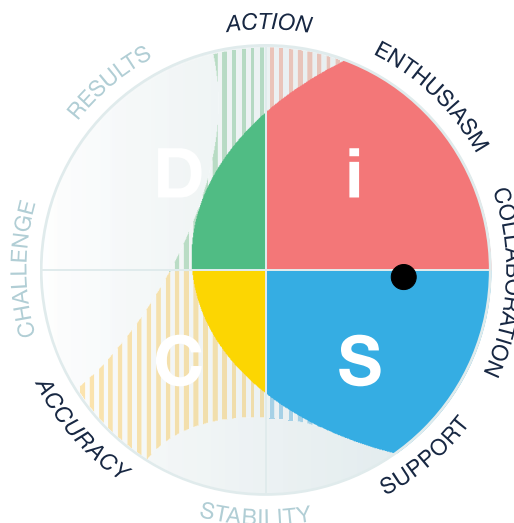 ACTION
RESULTS
ENTHUSIASM
D
i
CHALLENGE
COLLABORATION
C
S
ACCURACY
SUPPORT
STABILITY